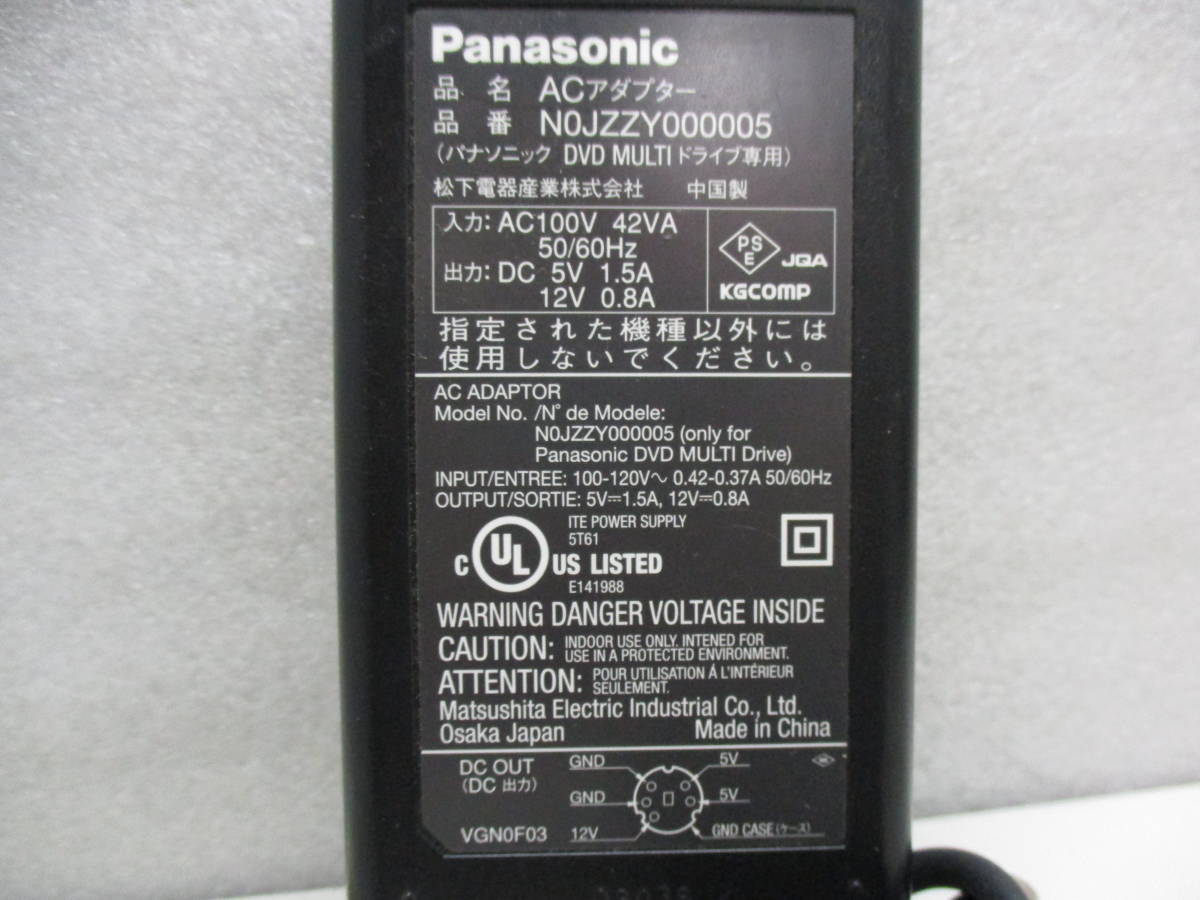 Panasonic
品 名 ACアダプター
品 番 N0JZZY000005
(パナソニック DVD MULTIドライブ専用)
松下電器産業株式会社 中国製
入力: AC100V 42VA
50/60Hz
出力: DC 5V 1.5A
12V 0.8A
PS
E
JQA
KGCOMP
指定された機種以外には
使用しないでください。
AC ADAPTOR
Model No. /N° de Modele:
N0JZZY000005 (only for
Panasonic DVD MULTI Drive)
INPUT/ENTREE: 100-120V～ 0.42-0.37A 50/60Hz
OUTPUT/SORTIE: 5V⎓1.5A, 12V⎓0.8A
ITE POWER SUPPLY
5T61
C UL US LISTED
E141988
WARNING DANGER VOLTAGE INSIDE
CAUTION: INDOOR USE ONLY. INTENED FOR
USE IN A PROTECTED ENVIRONMENT.
ATTENTION: POUR UTILISATION Á L'INTÉRIEUR
SEULEMENT.
Matsushita Electric Industrial Co., Ltd.
Osaka Japan Made in China
DC OUT
(DC 出力)
GND 5V
GND 5V
12V GND CASE(ケース)
VGN0F03